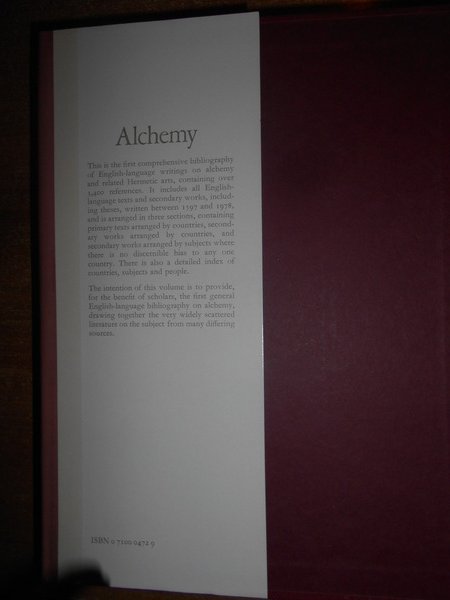 Alchemy
This is the first comprehensive bibliography
of English-language writings on alchemy
and related Hermetic arts, containing over
1,400 references. It includes all English-
language texts and secondary works, includ-
ing theses, written between 1597 and 1978,
and is arranged in three sections, containing
primary texts arranged by countries, second-
ary works arranged by countries, and
secondary works arranged by subjects where
there is no discernible bias to any one
country. There is also a detailed index of
countries, subjects and people.
The intention of this volume is to provide,
for the benefit of scholars, the first general
English-language bibliography on alchemy,
drawing together the very widely scattered
literature on the subject from many differing
sources.
ISBN 0 7100 0472 9